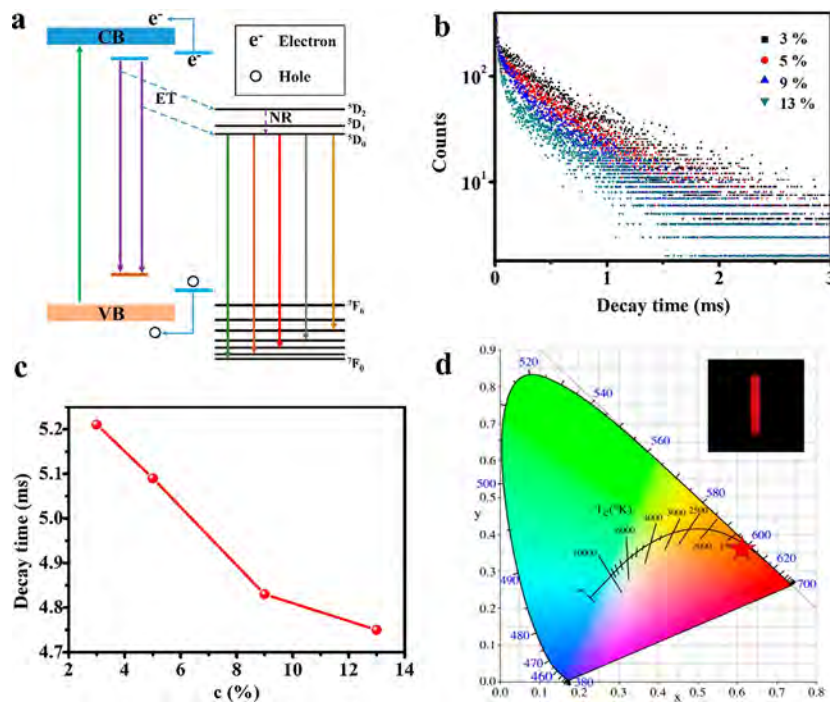 a
e-
CB
e-
e- Electron
Hole
ET
⁵D₂
NR
⁵D₁
⁵D₀
VB
⁷F₆
⁷F₀
b
Counts
10²
10¹
3 %
5 %
9 %
13 %
0 1 2 3
Decay time (ms)
c
Decay time (ms)
5.2
5.1
5.0
4.9
4.8
4.7
2 4 6 8 10 12 14
c (%)
d
y
0.9
0.8
0.7
0.6
0.5
0.4
0.3
0.2
0.1
0.0
520
540
560
500
580
600
620
700
490
480
470
460
380
Tc(°K)
10000
6000
4000
3000
2500
2000
0.0 0.1 0.2 0.3 0.4 0.5 0.6 0.7 0.8
x